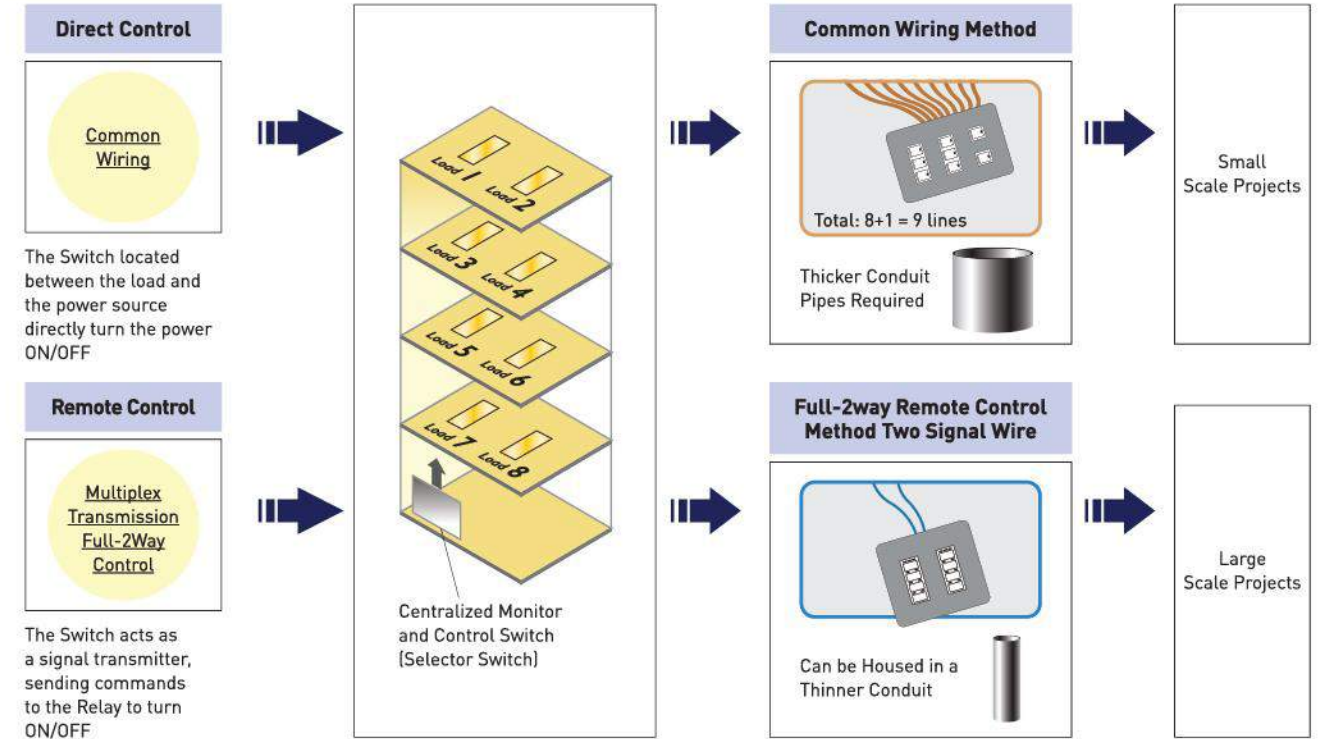 Direct Control
Common
Wiring
The Switch located
between the load and
the power source
directly turn the power
ON/OFF
Remote Control
Multiplex
Transmission
Full-2Way
Control
The Switch acts as
a signal transmitter,
sending commands
to the Relay to turn
ON/OFF
Load 1
Load 2
Load 3
Load 4
Load 5
Load 6
Load 7
Load 8
Centralized Monitor
and Control Switch
(Selector Switch)
Common Wiring Method
Total: 8+1 = 9 lines
Thicker Conduit
Pipes Required
Small
Scale Projects
Full-2way Remote Control
Method Two Signal Wire
Can be Housed in a
Thinner Conduit
Large
Scale Projects